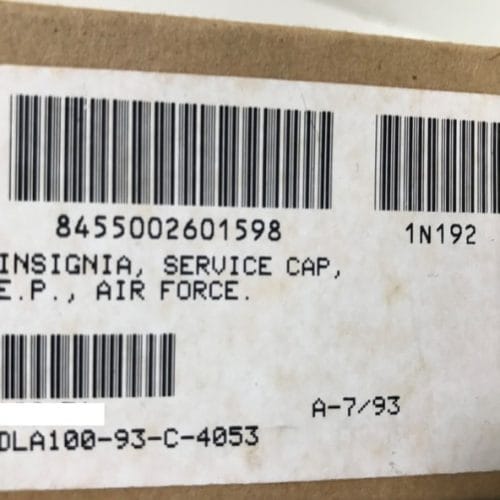 8455002601598
1N192
INSIGNIA, SERVICE CAP,
E.P., AIR FORCE.
A-7/93
DLA100-93-C-4053